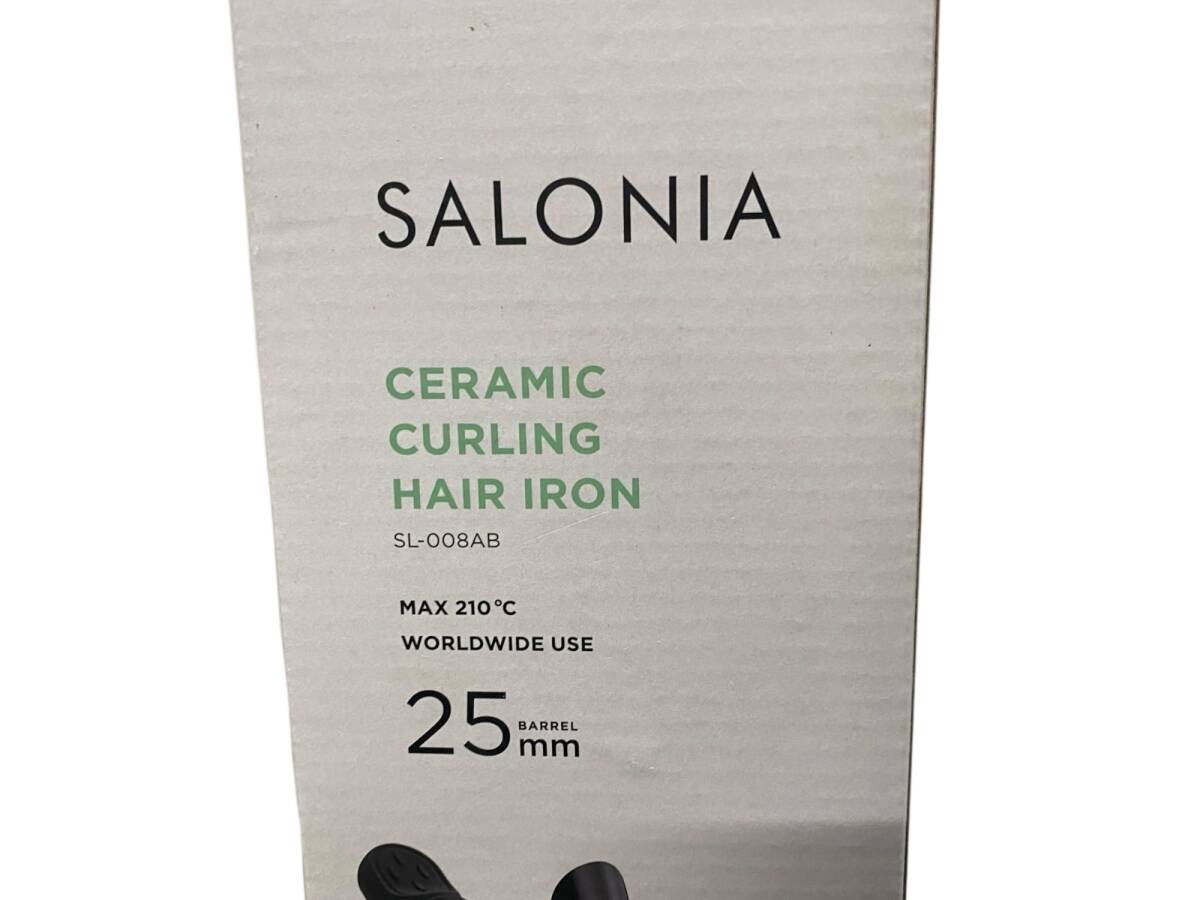 SALONIA
CERAMIC
CURLING
HAIR IRON
SL-008AB
MAX 210°C
WORLDWIDE USE
25 BARREL mm